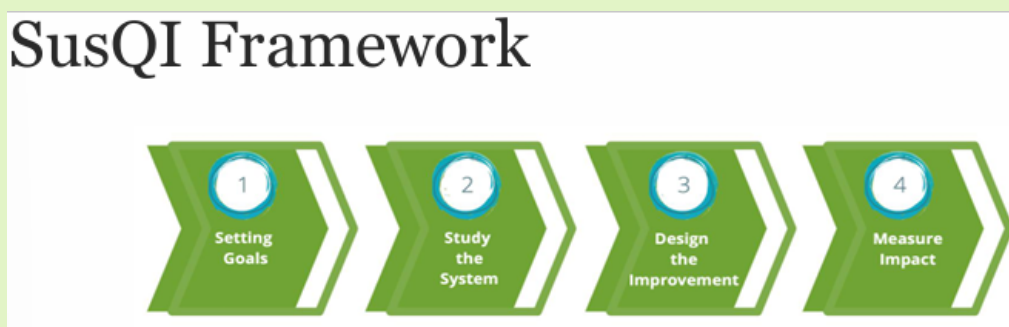 SusQI Framework
1
Setting
Goals
2
Study
the
System
3
Design
the
Improvement
4
Measure
Impact